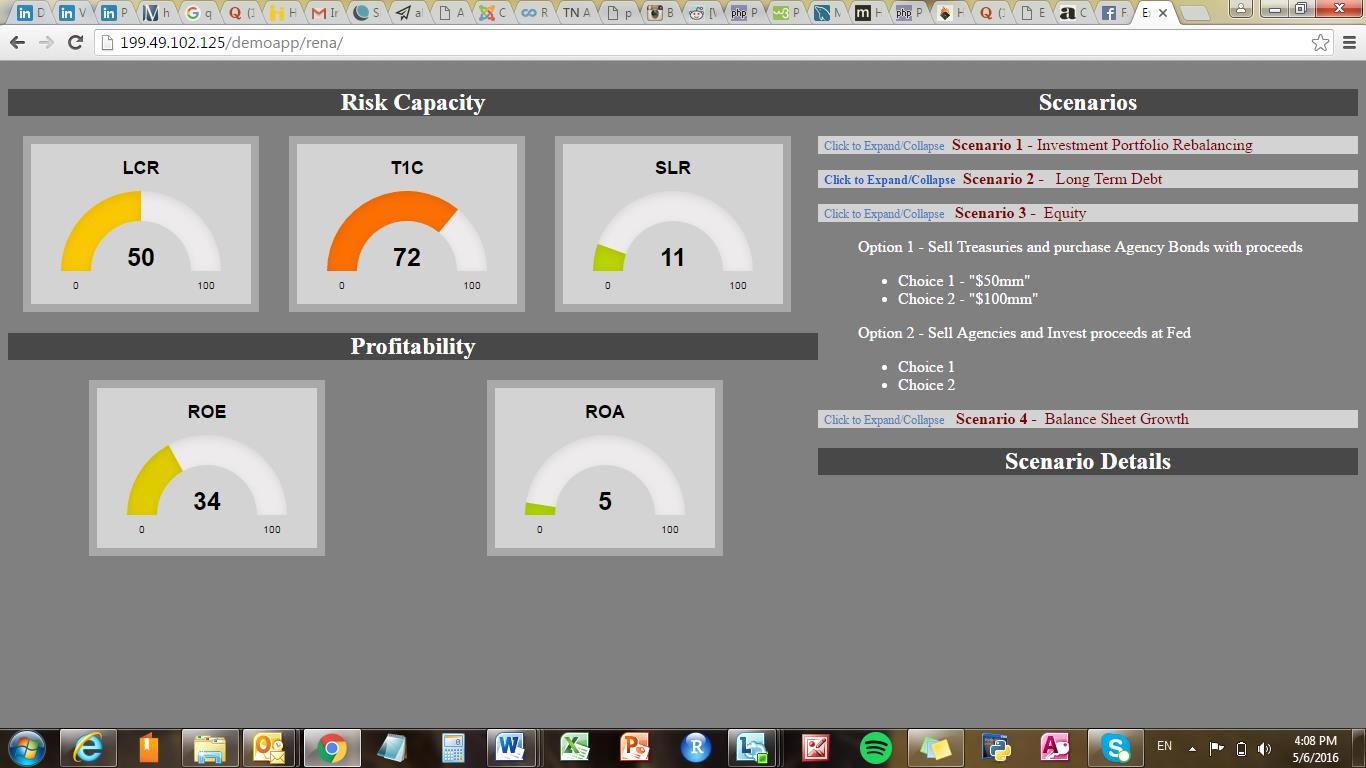 D
V
P
h
q
(1
H
Ir
S
al
A
C
R
TN A
p
B
[V
P
P
M
H
P
H
(1
E
C
F
E
199.49.102.125/demoapp/rena/
Risk Capacity
LCR
50
0 100
T1C
72
0 100
SLR
11
0 100
Profitability
ROE
34
0 100
ROA
5
0 100
Scenarios
Click to Expand/Collapse Scenario 1 - Investment Portfolio Rebalancing
Click to Expand/Collapse Scenario 2 - Long Term Debt
Click to Expand/Collapse Scenario 3 - Equity
Option 1 - Sell Treasuries and purchase Agency Bonds with proceeds
• Choice 1 - "$50mm"
• Choice 2 - "$100mm"
Option 2 - Sell Agencies and Invest proceeds at Fed
• Choice 1
• Choice 2
Click to Expand/Collapse Scenario 4 - Balance Sheet Growth
Scenario Details
EN
4:08 PM
5/6/2016